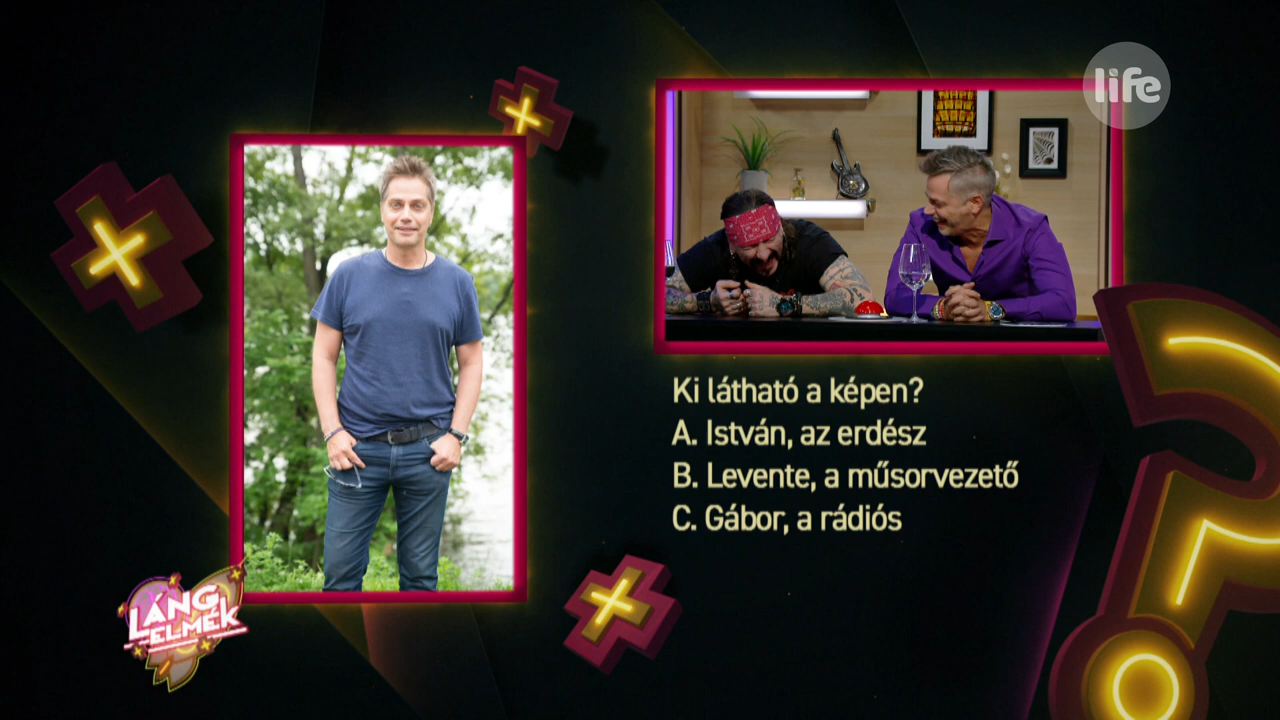 life
Ki látható a képen?
A. István, az erdész
B. Levente, a műsorvezető
C. Gábor, a rádiós
LÁNG
ELMÉK